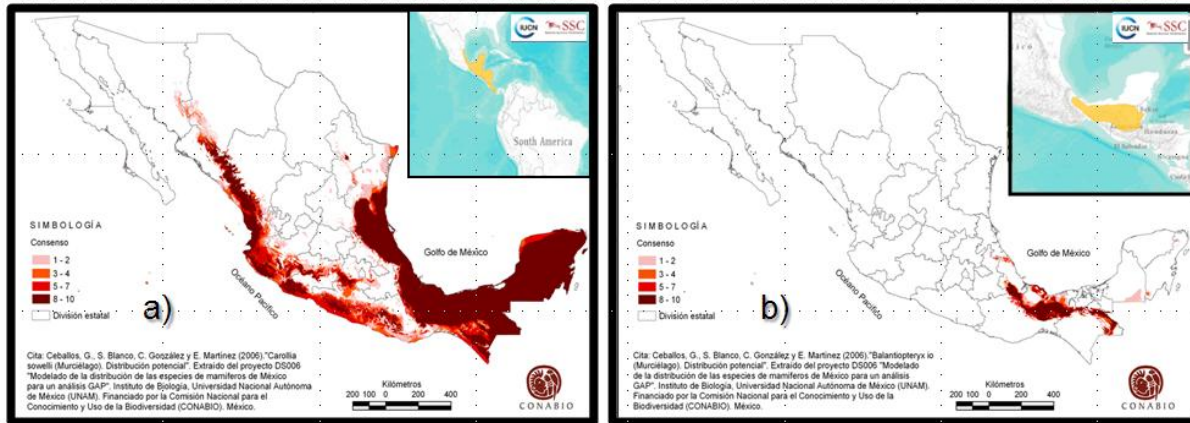 IUCN
SSC
South America
SIMBOLOGÍA
Consenso
1 - 2
3 - 4
5 - 7
8 - 10
División estatal
Golfo de México
Océano Pacífico
a)
Cita: Ceballos, G., S. Blanco, C. González y E. Martínez (2006)."Carollia
sowelli (Murciélago). Distribución potencial". Extraído del proyecto DS006
"Modelado de la distribución de las especies de mamíferos de México
para un análisis GAP". Instituto de Biología, Universidad Nacional Autónoma
de México (UNAM). Financiado por la Comisión Nacional para el
Conocimiento y Uso de la Biodiversidad (CONABIO). México.
Kilómetros
200 100 0 200 400
CONABIO
IUCN
SSC
El Salvador
SIMBOLOGÍA
Consenso
1 - 2
3 - 4
5 - 7
8 - 10
División estatal
Golfo de México
Océano Pacífico
b)
Cita: Ceballos, G., S. Blanco, C. González y E. Martínez (2006)."Balantiopteryx io
(Murciélago). Distribución potencial". Extraído del proyecto DS006 "Modelado
de la distribución de las especies de mamíferos de México para un análisis
GAP". Instituto de Biología, Universidad Nacional Autónoma de México (UNAM).
Financiado por la Comisión Nacional para el Conocimiento y Uso de la
Biodiversidad (CONABIO). México.
Kilómetros
200 100 0 200 400
CONABIO